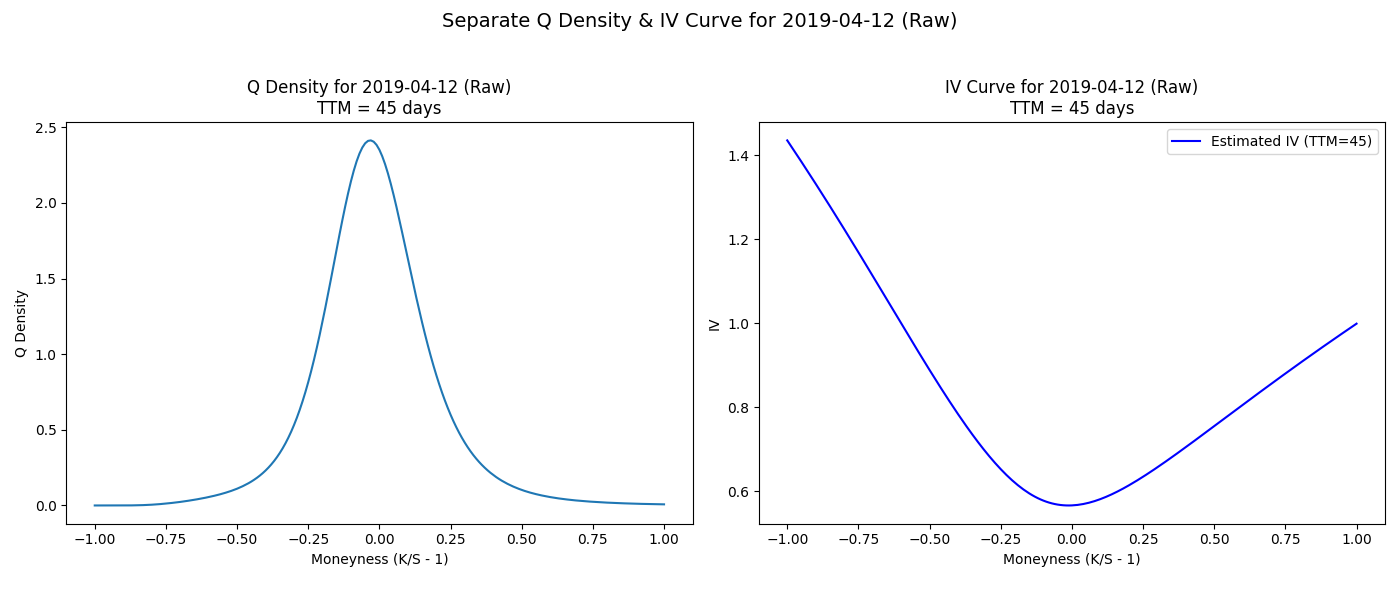 Separate Q Density & IV Curve for 2019-04-12 (Raw)
Q Density for 2019-04-12 (Raw)
TTM = 45 days
2.5
2.0
1.5
1.0
0.5
0.0
Q Density
−1.00 −0.75 −0.50 −0.25 0.00 0.25 0.50 0.75 1.00
Moneyness (K/S - 1)
IV Curve for 2019-04-12 (Raw)
TTM = 45 days
Estimated IV (TTM=45)
1.4
1.2
1.0
0.8
0.6
IV
−1.00 −0.75 −0.50 −0.25 0.00 0.25 0.50 0.75 1.00
Moneyness (K/S - 1)